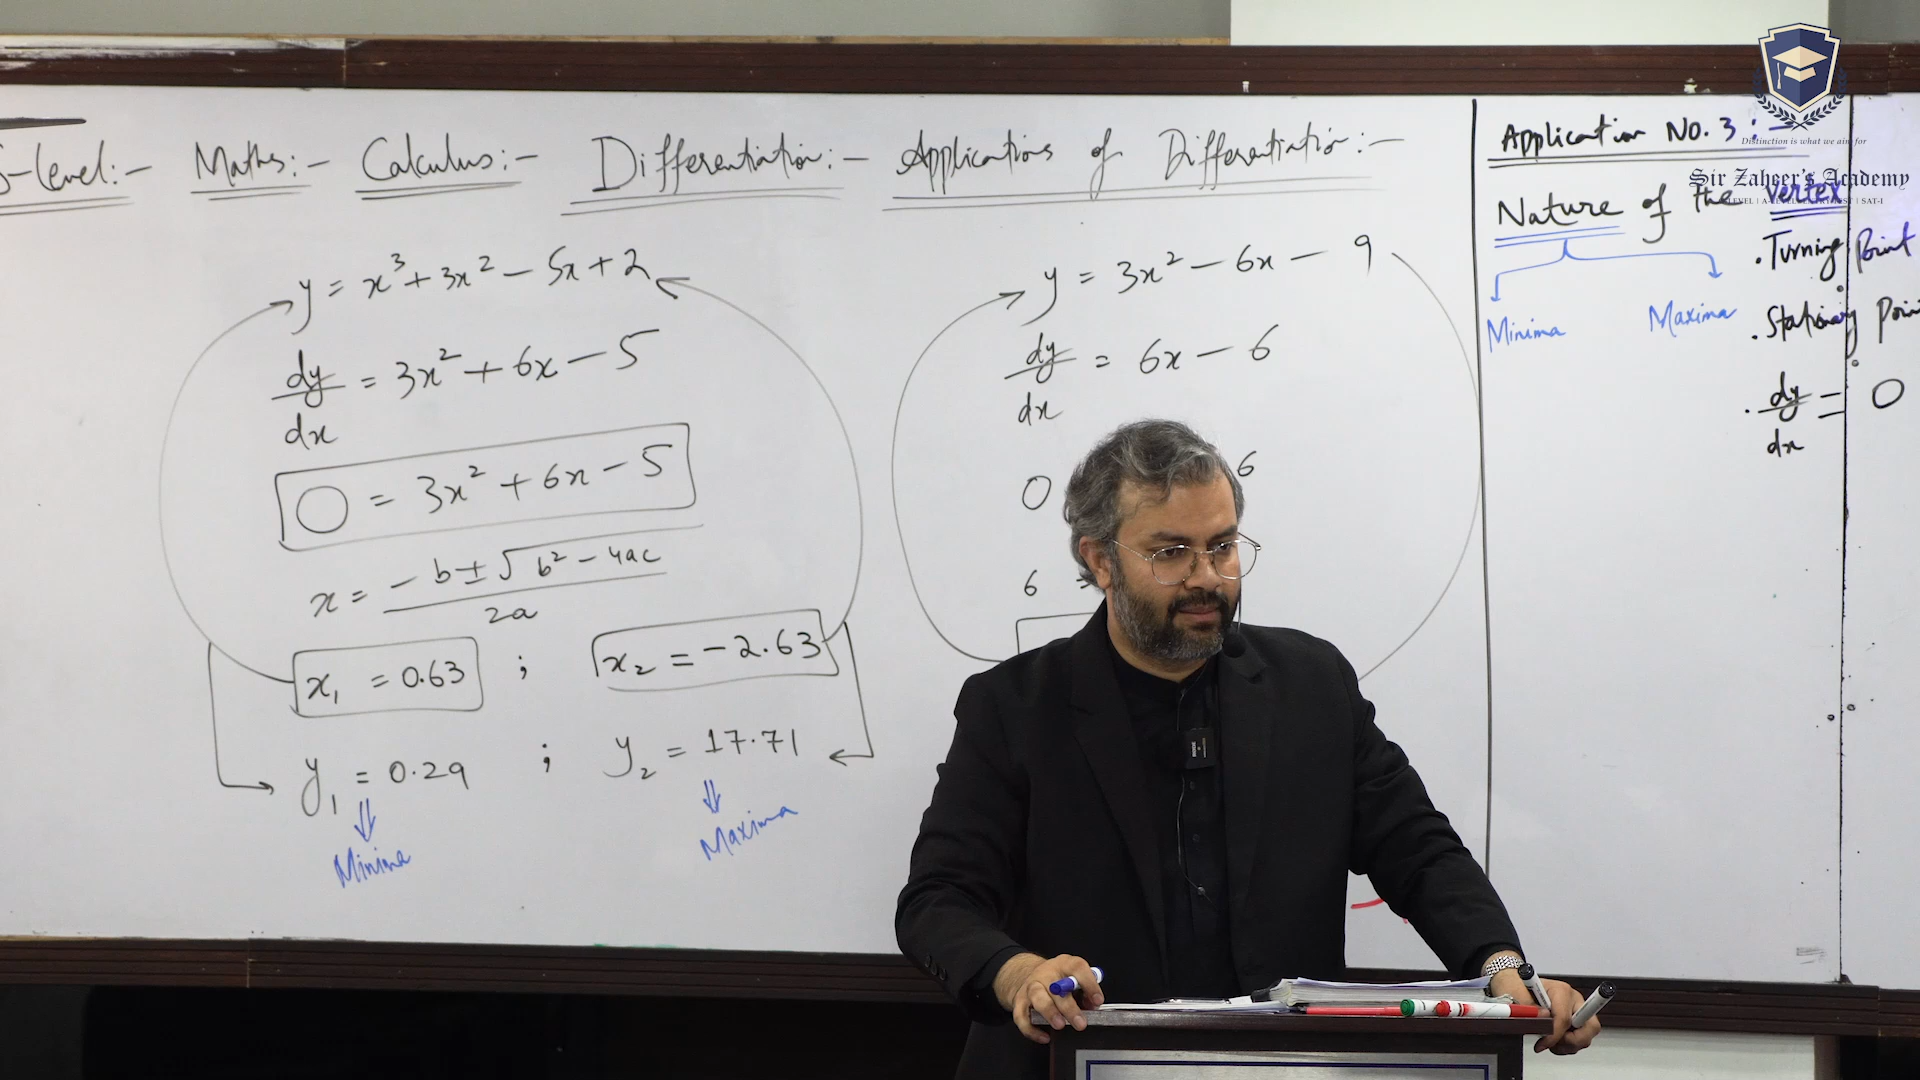 Maths:- Calculus:- Differentiation:- Applications of Differentiation:-
y = x³ + 3x² - 5x + 2
dy/dx = 3x² + 6x - 5
0 = 3x² + 6x - 5
x = -b ± √b² - 4ac / 2a
x₁ = 0.63 ; x₂ = -2.63
y₁ = 0.29 ; y₂ = 17.71
Minima
Maxima
y = 3x² - 6x - 9
dy/dx = 6x - 6
0
6
6
Application No. 3 :-
Nature of the vertex
Minima
Maxima
. Turning Point
. Stationary
. dy/dx = 0
Distinction is what we aim for
Sir Zaheer's Academy
| SAT-I